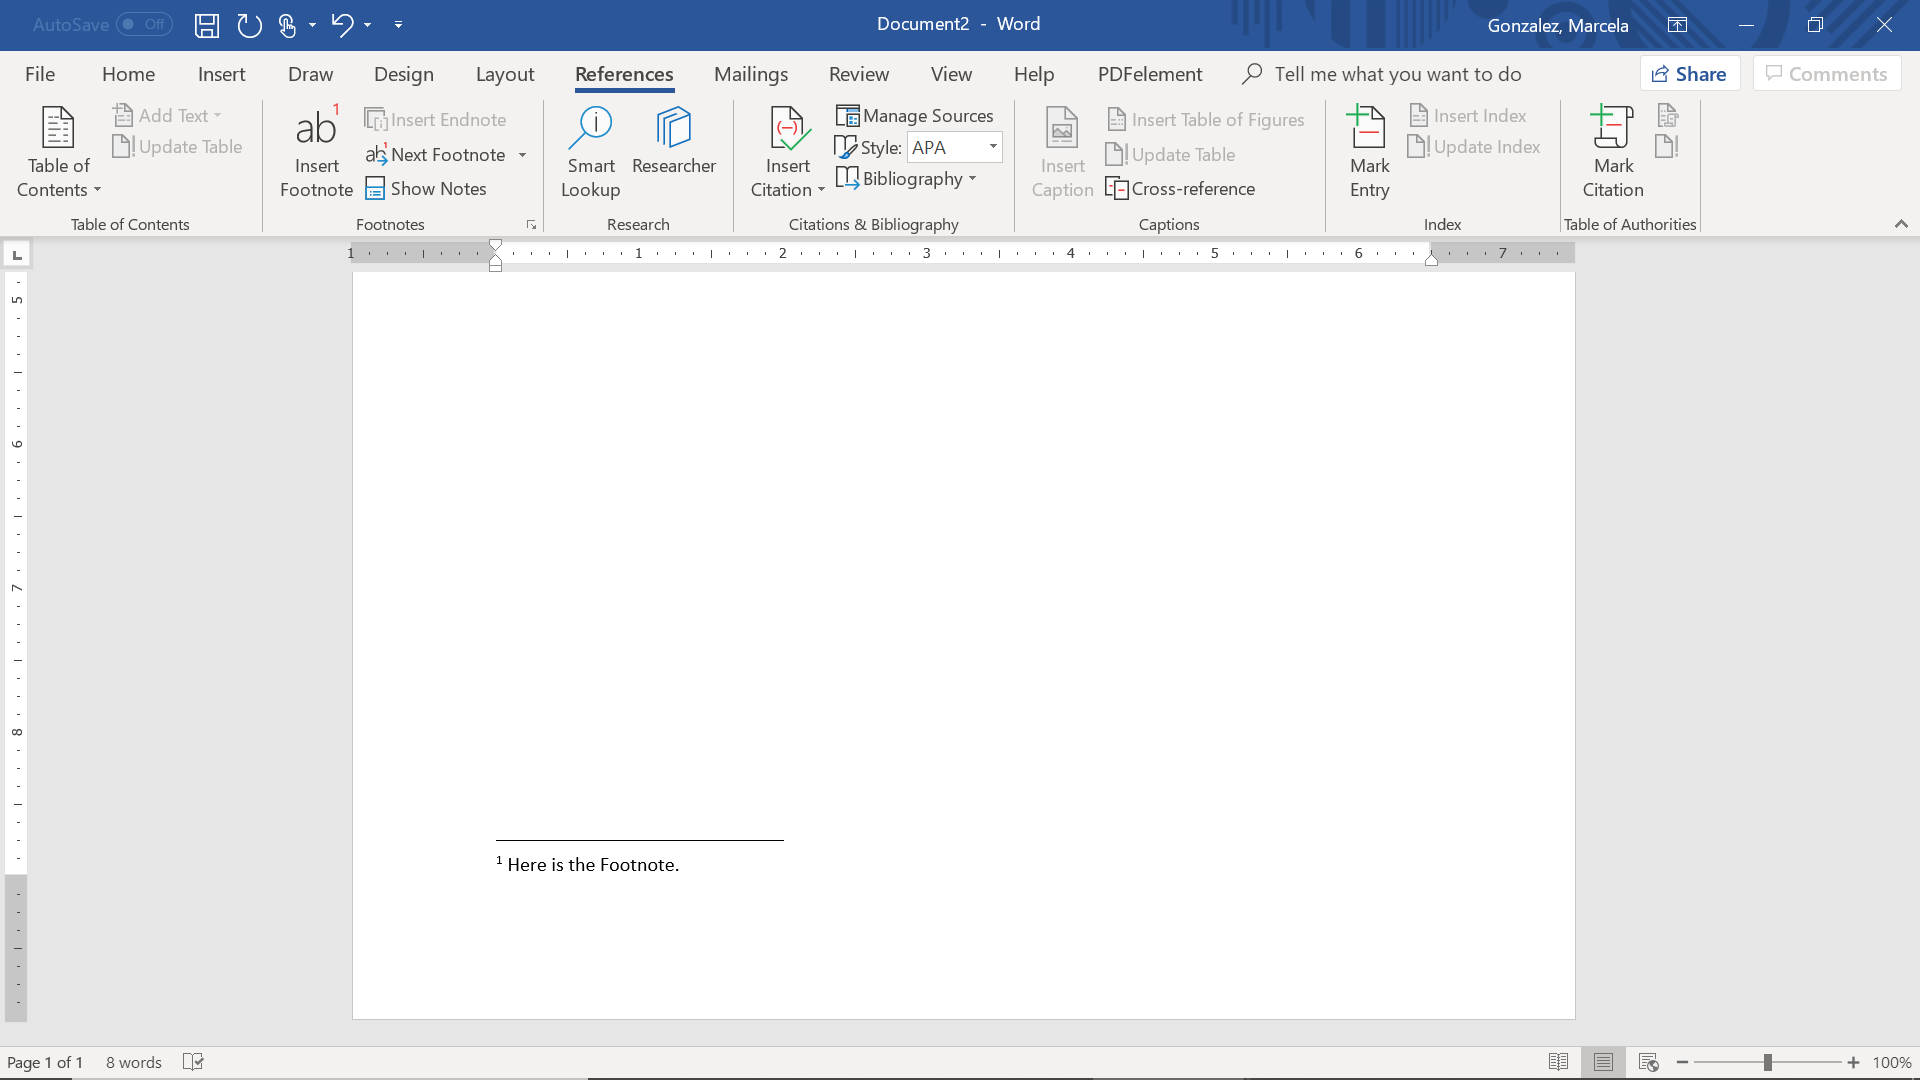 AutoSave Off
Document2 - Word
Gonzalez, Marcela
File Home Insert Draw Design Layout References Mailings Review View Help PDFelement Tell me what you want to do Share Comments
Table of Contents
Add Text
Update Table
Table of Contents
ab1
Insert Footnote
Insert Endnote
Next Footnote
Show Notes
Footnotes
Smart Lookup
Researcher
Research
Insert Citation
Manage Sources
Style: APA
Bibliography
Citations & Bibliography
Insert Caption
Insert Table of Figures
Update Table
Cross-reference
Captions
Mark Entry
Insert Index
Update Index
Index
Mark Citation
Table of Authorities
1 1 2 3 4 5 6 7
5
6
7
8
1 Here is the Footnote.
Page 1 of 1 8 words 100%